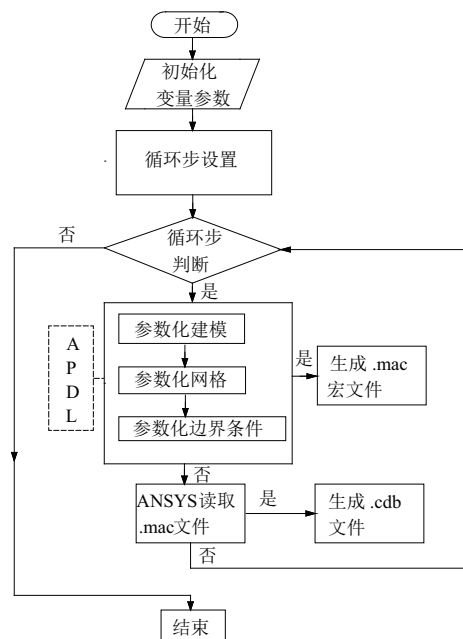 开始
初始化
变量参数
循环步设置
否
循环步
判断
是
A
P
D
L
参数化建模
参数化网格
参数化边界条件
是
生成 .mac
宏文件
否
ANSYS读取
.mac文件
是
生成 .cdb
文件
否
结束